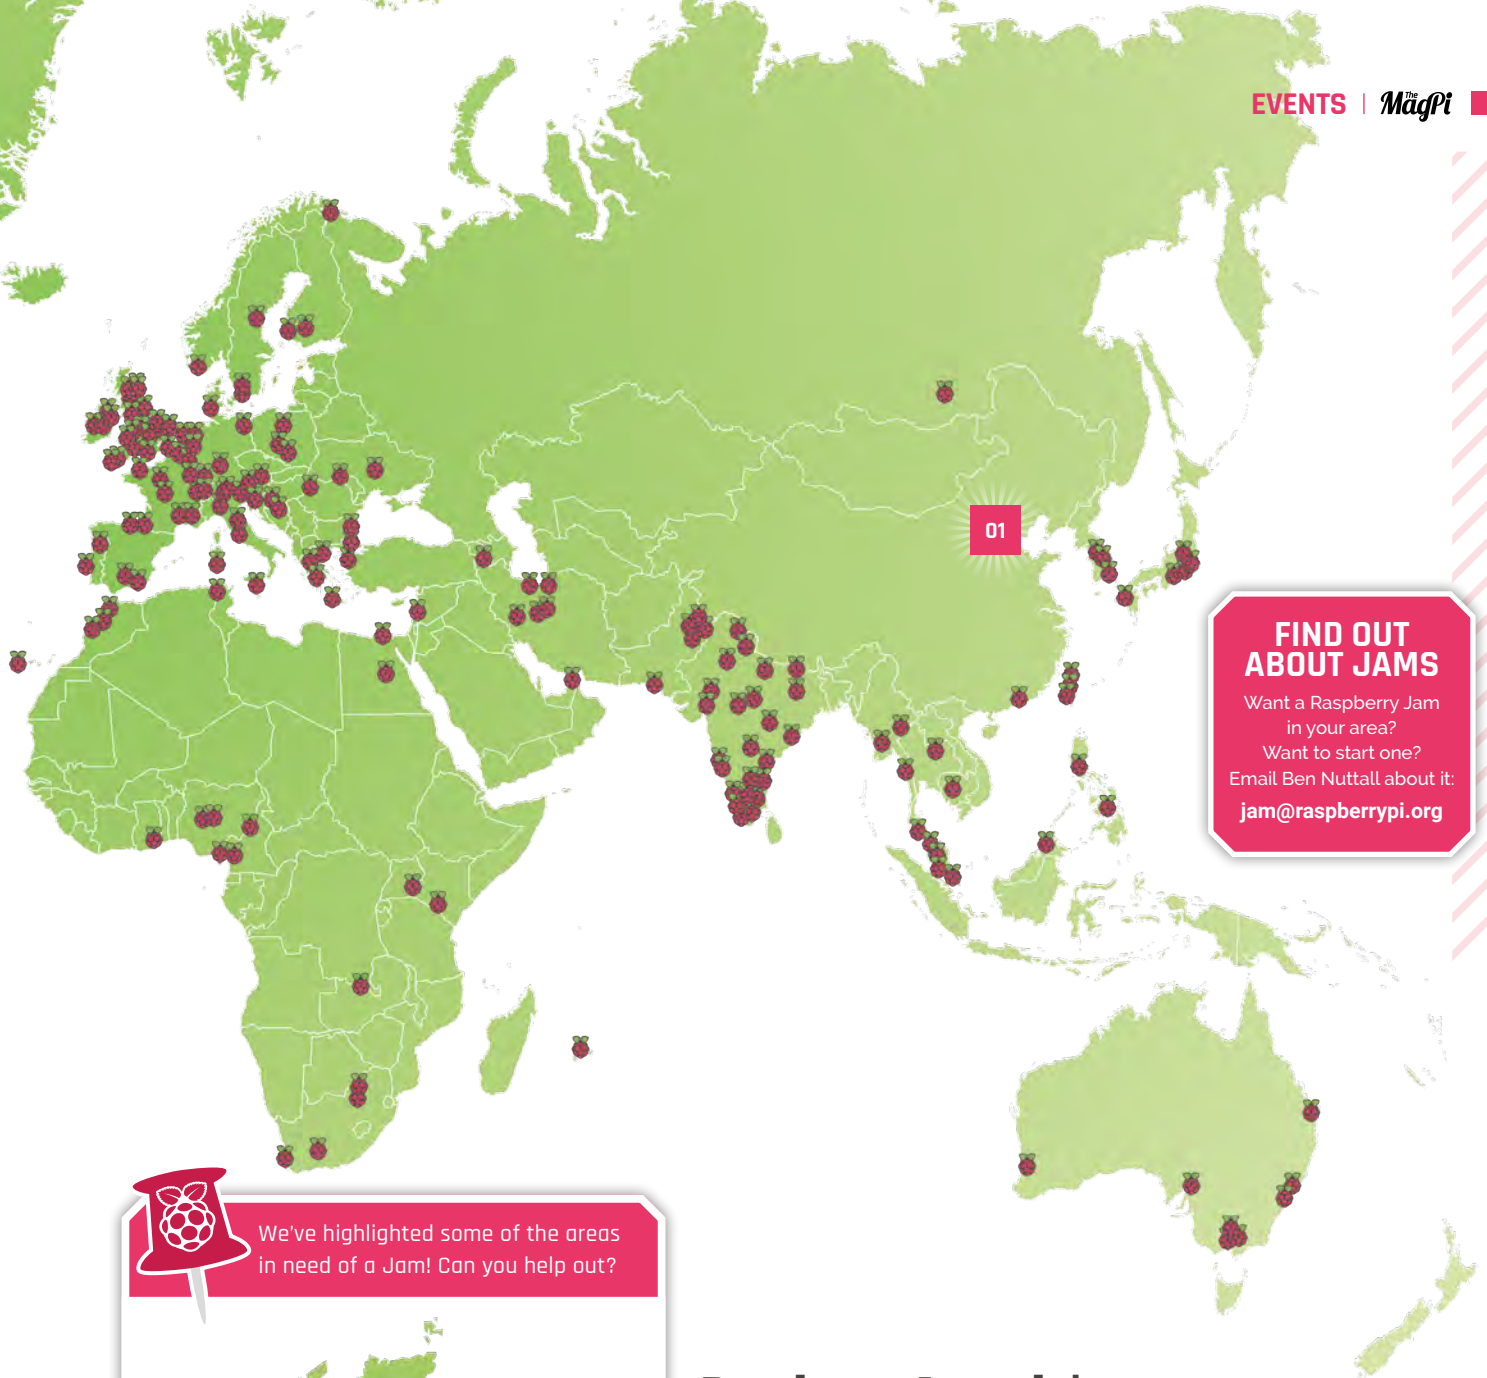 EVENTS
The MagPi
01
FIND OUT
ABOUT JAMS
Want a Raspberry Jam
in your area?
Want to start one?
Email Ben Nuttall about it:
jam@raspberrypi.org
We've highlighted some of the areas
in need of a Jam! Can you help out?